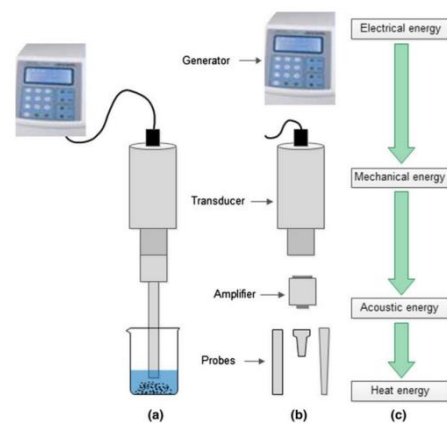 Electrical energy
Generator
Mechanical energy
Transducer
Amplifier
Acoustic energy
Probes
Heat energy
(a)
(b)
(c)